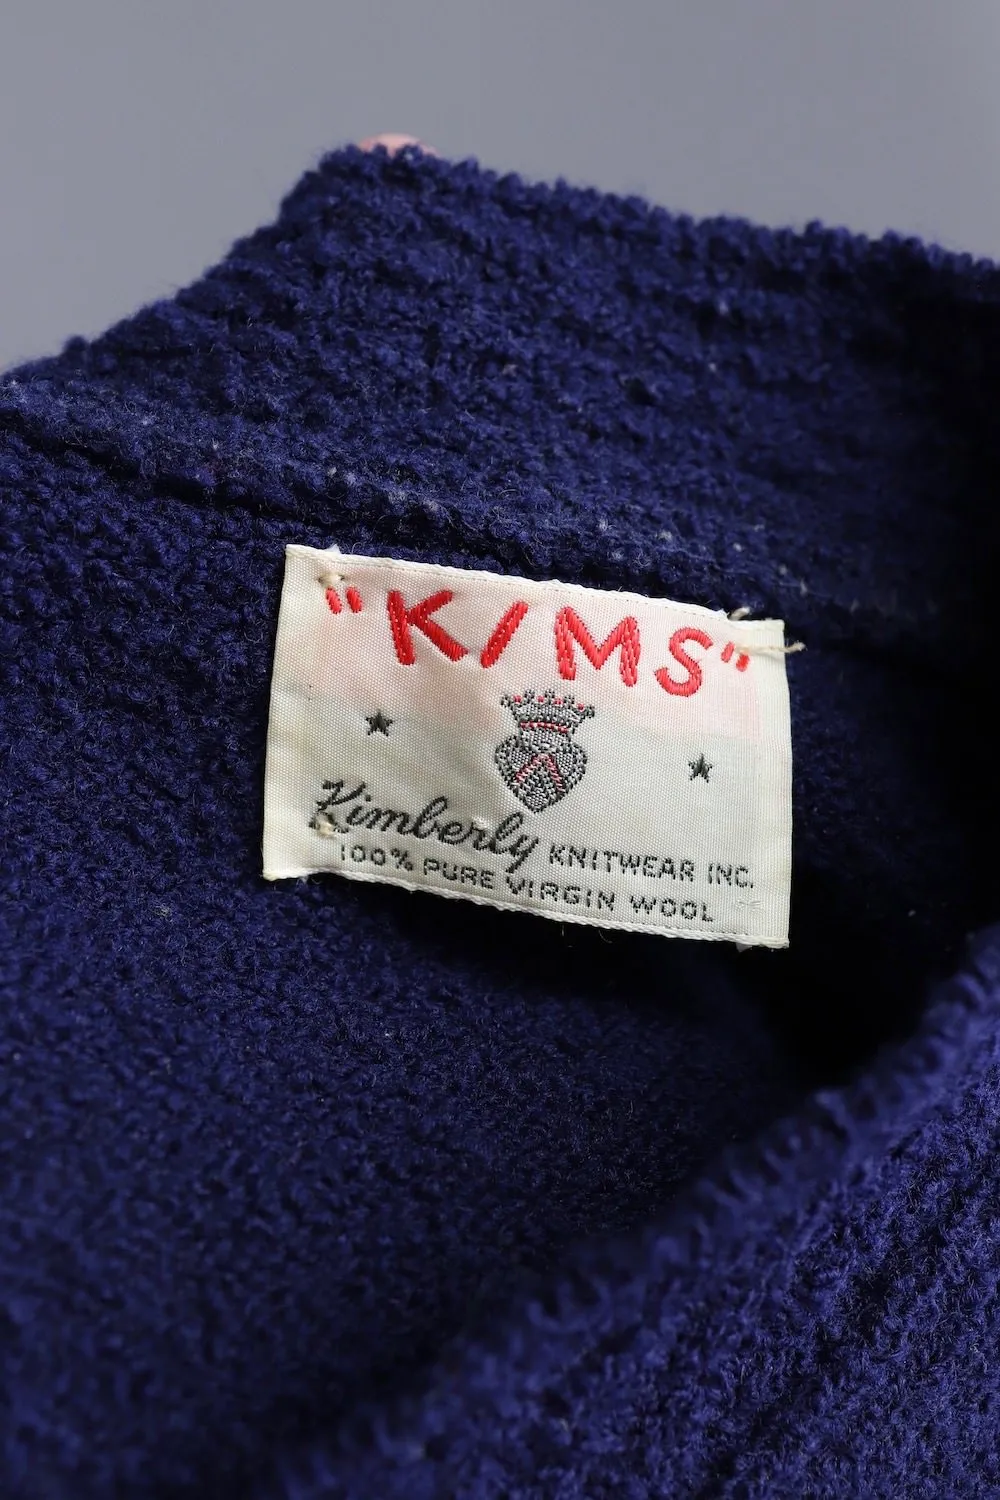 "KIMS"
Kimberly KNITWEAR INC.
100% PURE VIRGIN WOOL